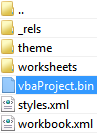 ..
_rels
theme
worksheets
vbaProject.bin
styles.xml
workbook.xml